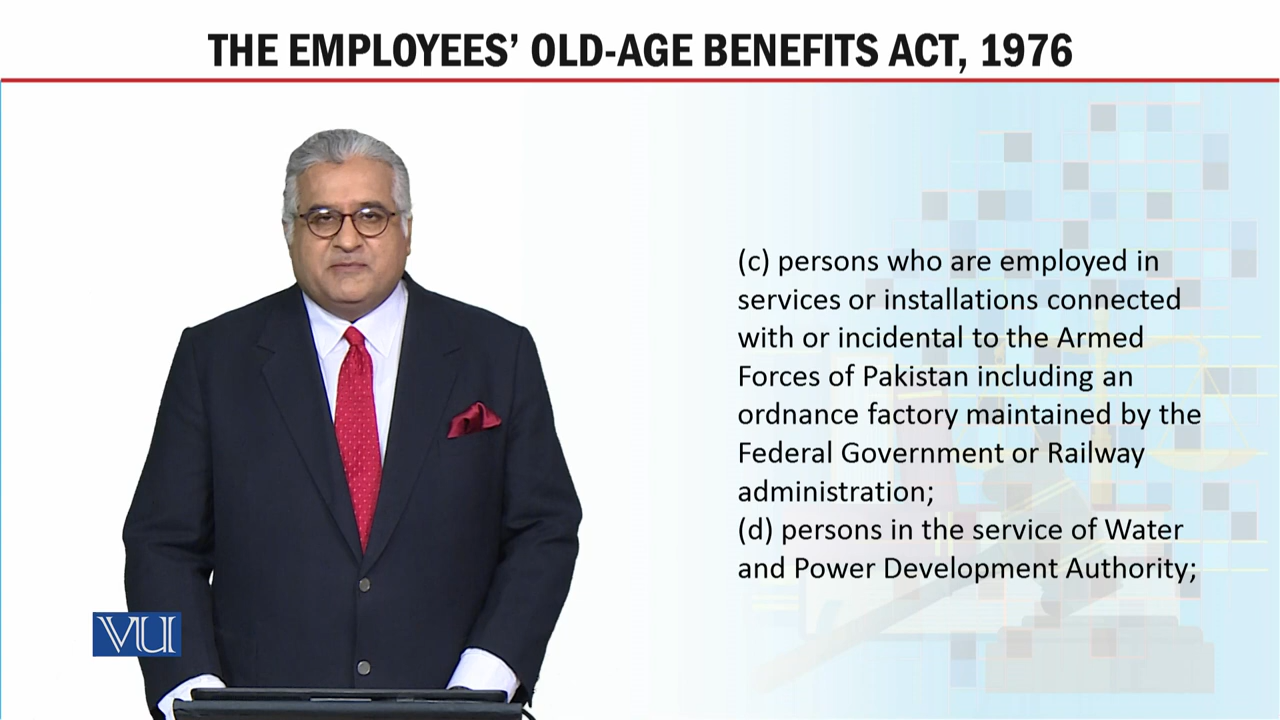 THE EMPLOYEES’ OLD-AGE BENEFITS ACT, 1976
(c) persons who are employed in
services or installations connected
with or incidental to the Armed
Forces of Pakistan including an
ordnance factory maintained by the
Federal Government or Railway
administration;
(d) persons in the service of Water
and Power Development Authority;
VU